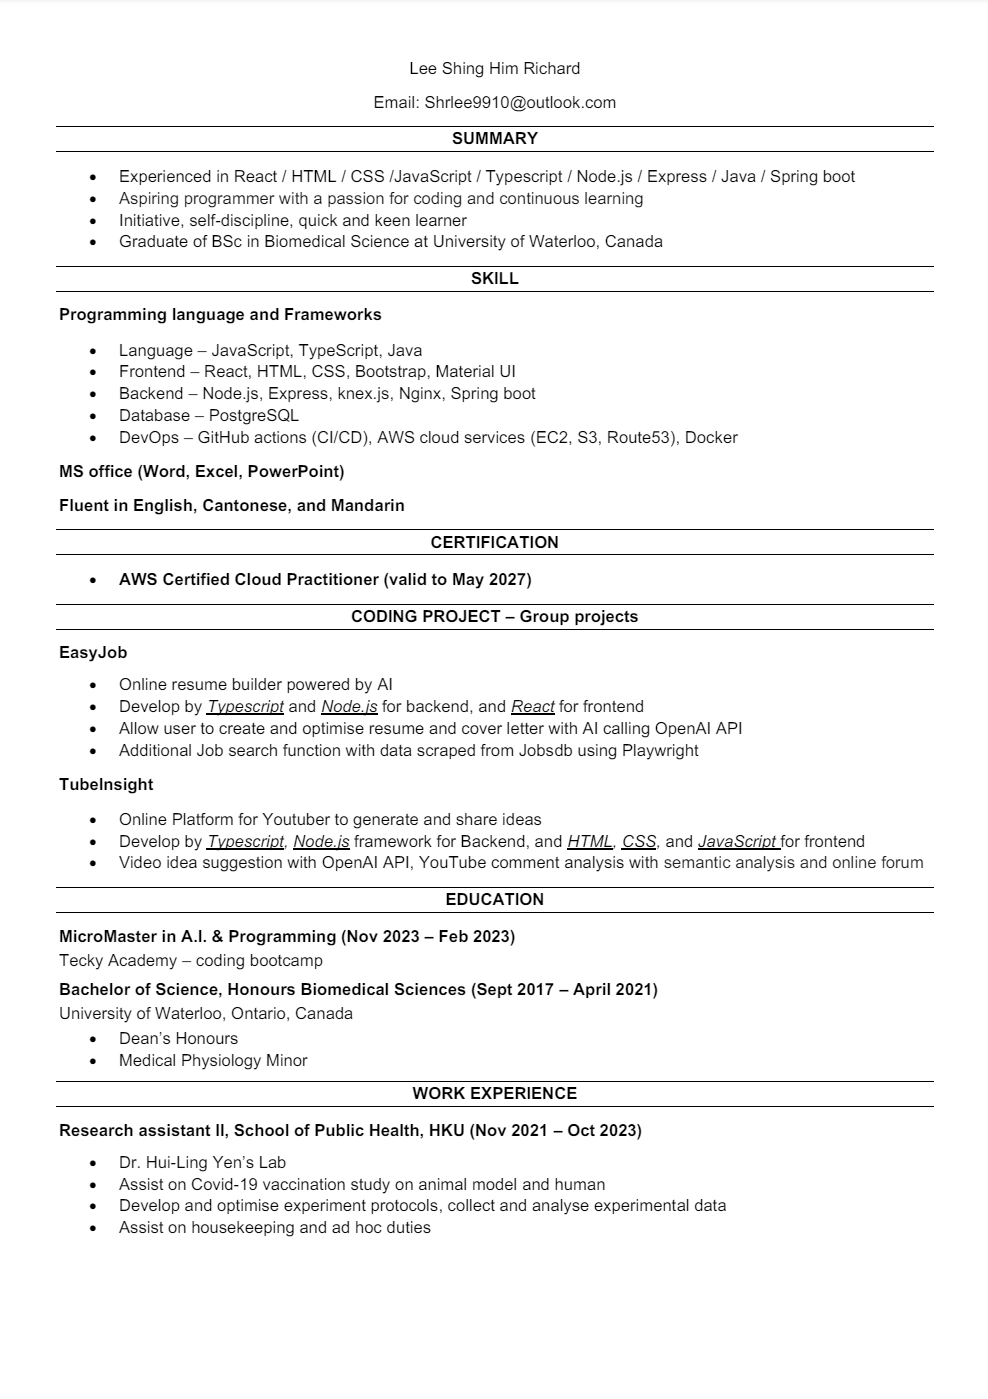 Lee Shing Him Richard
Email: Shrlee9910@outlook.com
SUMMARY
• Experienced in React / HTML / CSS /JavaScript / Typescript / Node.js / Express / Java / Spring boot
• Aspiring programmer with a passion for coding and continuous learning
• Initiative, self-discipline, quick and keen learner
• Graduate of BSc in Biomedical Science at University of Waterloo, Canada
SKILL
Programming language and Frameworks
• Language – JavaScript, TypeScript, Java
• Frontend – React, HTML, CSS, Bootstrap, Material UI
• Backend – Node.js, Express, knex.js, Nginx, Spring boot
• Database – PostgreSQL
• DevOps – GitHub actions (CI/CD), AWS cloud services (EC2, S3, Route53), Docker
MS office (Word, Excel, PowerPoint)
Fluent in English, Cantonese, and Mandarin
CERTIFICATION
• AWS Certified Cloud Practitioner (valid to May 2027)
CODING PROJECT – Group projects
EasyJob
• Online resume builder powered by AI
• Develop by Typescript and Node.js for backend, and React for frontend
• Allow user to create and optimise resume and cover letter with AI calling OpenAI API
• Additional Job search function with data scraped from Jobsdb using Playwright
TubeInsight
• Online Platform for Youtuber to generate and share ideas
• Develop by Typescript, Node.js framework for Backend, and HTML, CSS, and JavaScript for frontend
• Video idea suggestion with OpenAI API, YouTube comment analysis with semantic analysis and online forum
EDUCATION
MicroMaster in A.I. & Programming (Nov 2023 – Feb 2023)
Tecky Academy – coding bootcamp
Bachelor of Science, Honours Biomedical Sciences (Sept 2017 – April 2021)
University of Waterloo, Ontario, Canada
• Dean’s Honours
• Medical Physiology Minor
WORK EXPERIENCE
Research assistant II, School of Public Health, HKU (Nov 2021 – Oct 2023)
• Dr. Hui-Ling Yen’s Lab
• Assist on Covid-19 vaccination study on animal model and human
• Develop and optimise experiment protocols, collect and analyse experimental data
• Assist on housekeeping and ad hoc duties